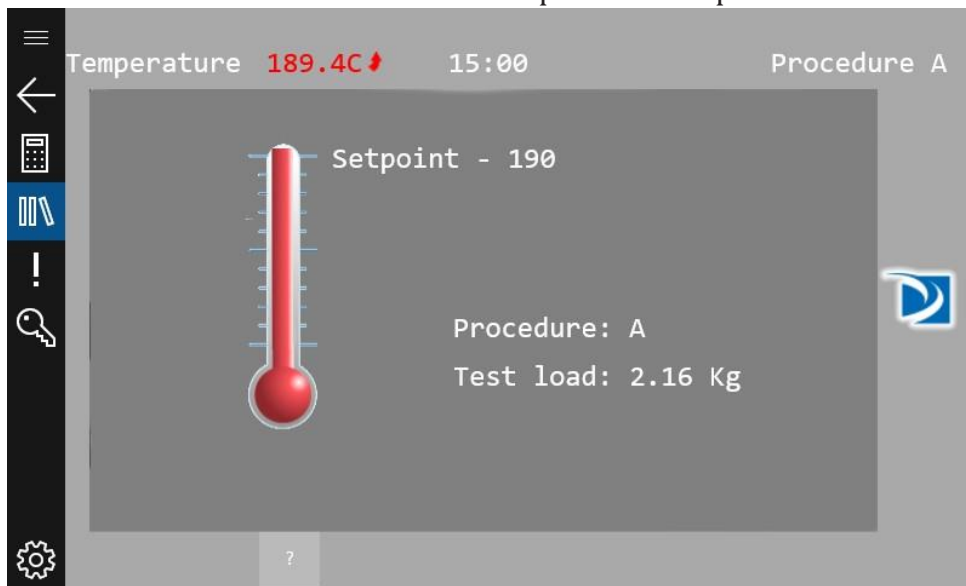 Temperature 189.4C 15:00 Procedure A
Setpoint - 190
Procedure: A
Test load: 2.16 Kg
?